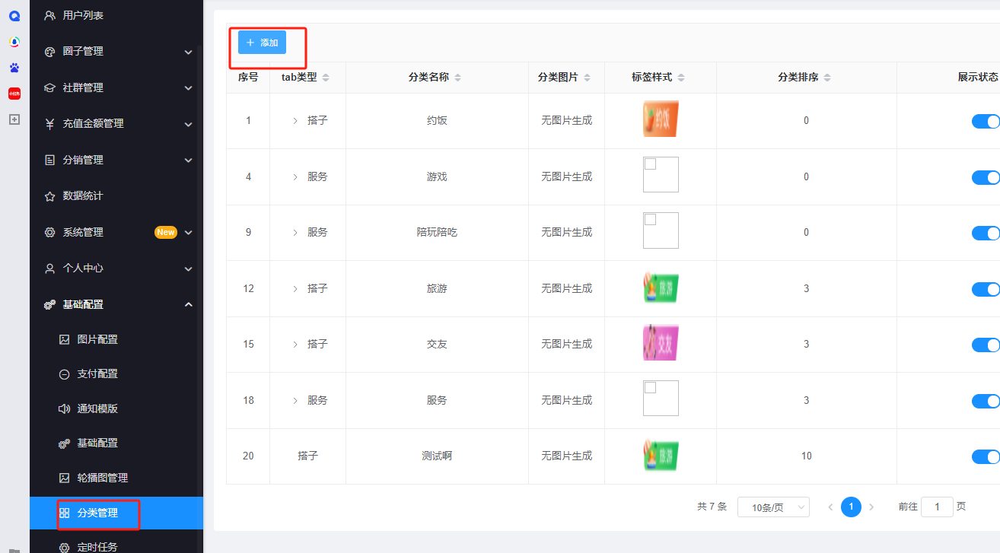 用户列表
圈子管理
社群管理
充值金额管理
分销管理
数据统计
系统管理 New
个人中心
基础配置
图片配置
支付配置
通知模版
基础配置
轮播图管理
分类管理
定时任务
+ 添加
序号 tab类型 分类名称 分类图片 标签样式 分类排序 展示状态
1 搭子 约饭 无图片生成 约饭 0
4 服务 游戏 无图片生成 0
9 服务 陪玩陪吃 无图片生成 0
12 搭子 旅游 无图片生成 3
15 搭子 交友 无图片生成 交友 3
18 服务 服务 无图片生成 3
20 搭子 测试啊 无图片生成 10
共 7 条 10条/页 1 前往 1 页